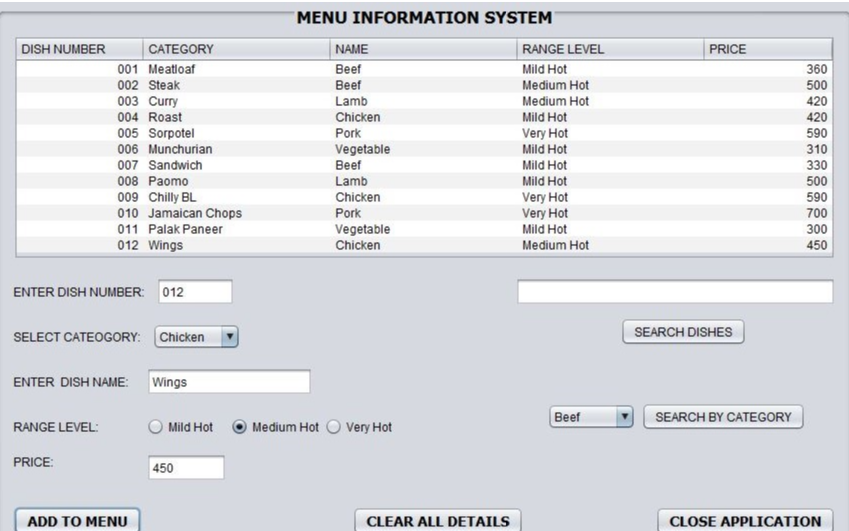 MENU INFORMATION SYSTEM
DISH NUMBER CATEGORY NAME RANGE LEVEL PRICE
001 Meatloaf Beef Mild Hot 360
002 Steak Beef Medium Hot 500
003 Curry Lamb Medium Hot 420
004 Roast Chicken Mild Hot 420
005 Sorpotel Pork Very Hot 590
006 Munchurian Vegetable Mild Hot 310
007 Sandwich Beef Mild Hot 330
008 Paomo Lamb Mild Hot 500
009 Chilly BL Chicken Very Hot 590
010 Jamaican Chops Pork Very Hot 700
011 Palak Paneer Vegetable Mild Hot 300
012 Wings Chicken Medium Hot 450
ENTER DISH NUMBER: 012
SELECT CATEOGORY: Chicken SEARCH DISHES
ENTER DISH NAME: Wings
RANGE LEVEL: Mild Hot Medium Hot Very Hot Beef SEARCH BY CATEGORY
PRICE: 450
ADD TO MENU CLEAR ALL DETAILS CLOSE APPLICATION